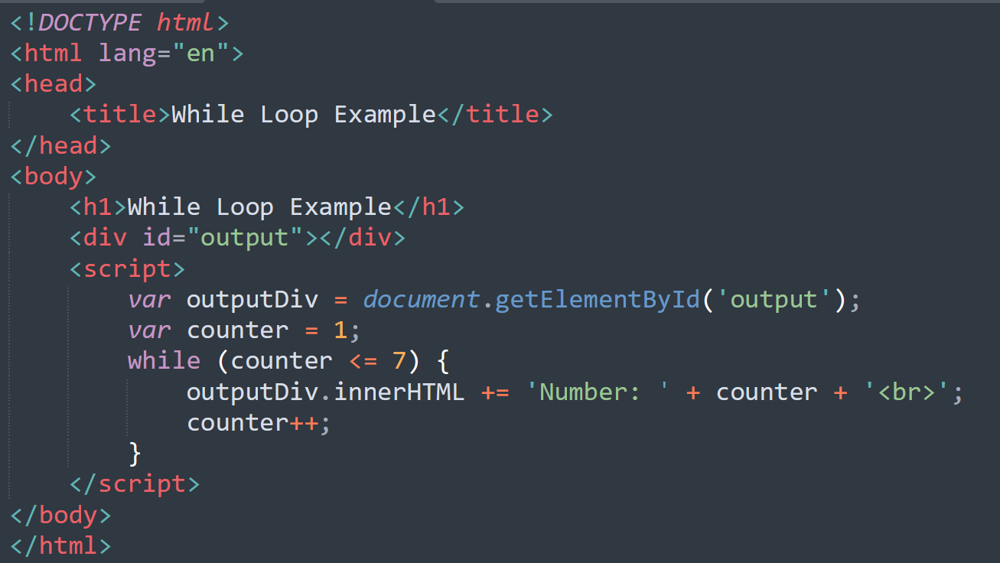 <!DOCTYPE html>
<html lang="en">
<head>
    <title>While Loop Example</title>
</head>
<body>
    <h1>While Loop Example</h1>
    <div id="output"></div>
    <script>
        var outputDiv = document.getElementById('output');
        var counter = 1;
        while (counter <= 7) {
            outputDiv.innerHTML += 'Number: ' + counter + '<br>';
            counter++;
        }
    </script>
</body>
</html>